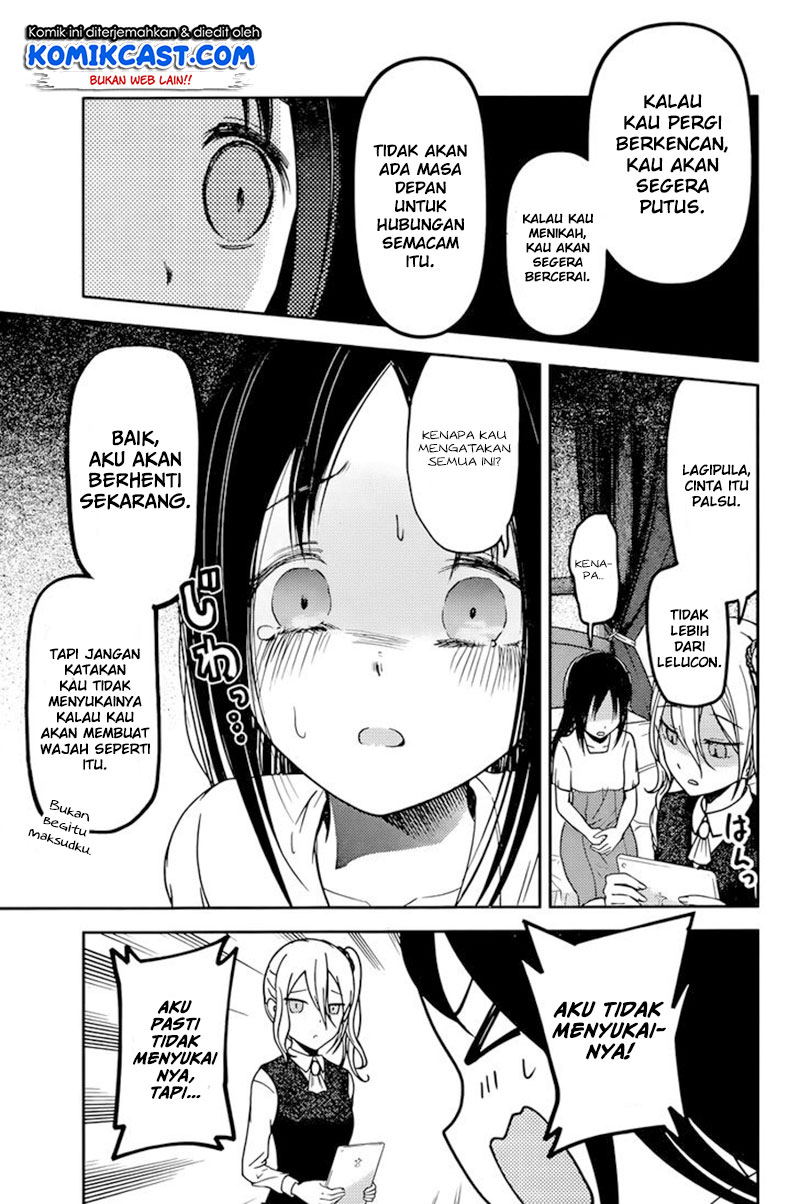 Komik ini diterjemahkan & diedit oleh
KOMIKCAST.COM
BUKAN WEB LAIN!!
KALAU
KAU PERGI
BERKENCAN,
KAU AKAN
SEGERA
PUTUS.
KALAU KAU
MENIKAH,
KAU AKAN
SEGERA
BERCERAI.
TIDAK AKAN
ADA MASA
DEPAN
UNTUK
HUBUNGAN
SEMACAM
ITU.
LAGIPULA,
CINTA ITU
PALSU.
TIDAK
LEBIH
DARI
LELUCON.
KENA-
PA..
はんっ
KENAPA KAU
MENGATAKAN
SEMUA INI?
じわっ…
BAIK,
AKU AKAN
BERHENTI
SEKARANG.
TAPI JANGAN
KATAKAN
KAU TIDAK
MENYUKAINYA
KALAU KAU
AKAN MEMBUAT
WAJAH SEPERTI
ITU.
Bukan
begitu
maksudku.
AKU TIDAK
MENYUKAI-
NYA!
AKU
PASTI
TIDAK
MENYUKAI
NYA,
TAPI...